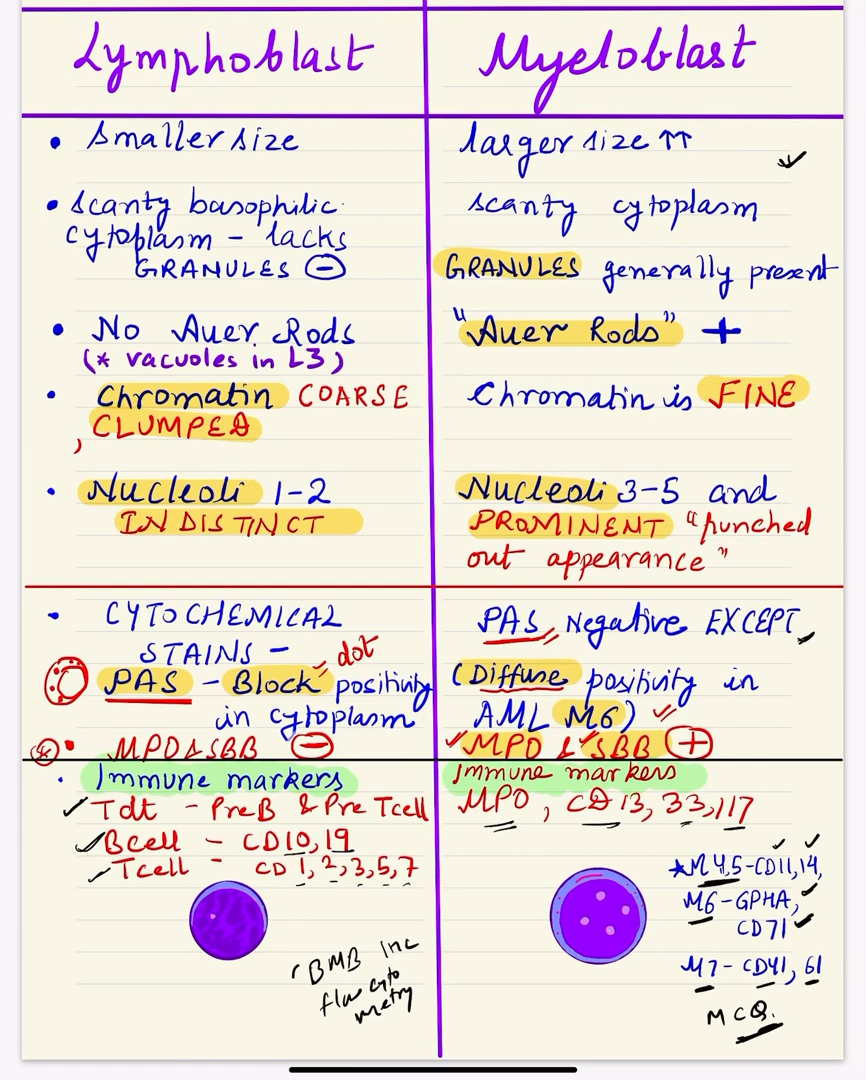 Lymphoblast
Myeloblast
• Smaller size
larger size ↑↑ ✓
• Scanty basophilic
cytoplasm - lacks
GRANULES ⊖
scanty cytoplasm
GRANULES generally present
• No Auer Rods
(* vacuoles in L3)
"Auer Rods" +
• Chromatin COARSE
, CLUMPED
Chromatin is FINE
• Nucleoli 1-2
INDISTINCT
Nucleoli 3-5 and
PROMINENT "punched
out appearance"
• CYTOCHEMICAL
STAINS -
dot
PAS - Block positivity
in cytoplasm
• MPO & SBB ⊖
PAS, Negative EXCEPT
(Diffuse positivity in
AML M6) ✓
✓MPO & ✓SBB ⊕
• Immune markers
✓ Tdt - PreB & Pre Tcell
✓ Bcell - CD10, 19
✓ Tcell - CD 1, 2, 3, 5, 7
BMB inc
flow cyto
metry
Immune markers
MPO, CD 13, 33, 117
★M4,5-CD11, 14,
M6-GPHA,
CD71
M7- CD41, 61
MCQ.